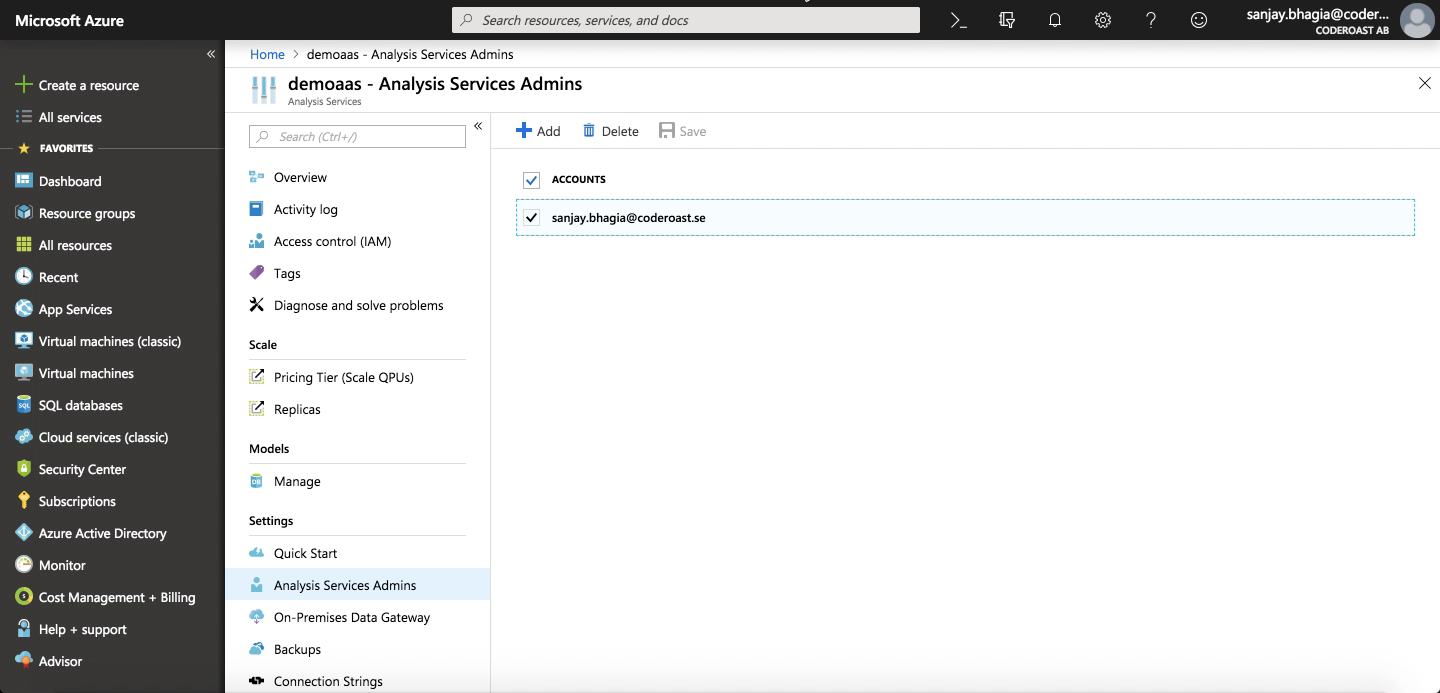 Microsoft Azure
Search resources, services, and docs
sanjay.bhagia@coder...
CODEROAST AB
Create a resource
All services
FAVORITES
Dashboard
Resource groups
All resources
Recent
App Services
Virtual machines (classic)
Virtual machines
SQL databases
Cloud services (classic)
Security Center
Subscriptions
Azure Active Directory
Monitor
Cost Management + Billing
Help + support
Advisor
Home > demoaas - Analysis Services Admins
demoaas - Analysis Services Admins
Analysis Services
Search (Ctrl+/)
Overview
Activity log
Access control (IAM)
Tags
Diagnose and solve problems
Scale
Pricing Tier (Scale QPUs)
Replicas
Models
Manage
Settings
Quick Start
Analysis Services Admins
On-Premises Data Gateway
Backups
Connection Strings
Add Delete Save
ACCOUNTS
sanjay.bhagia@coderoast.se